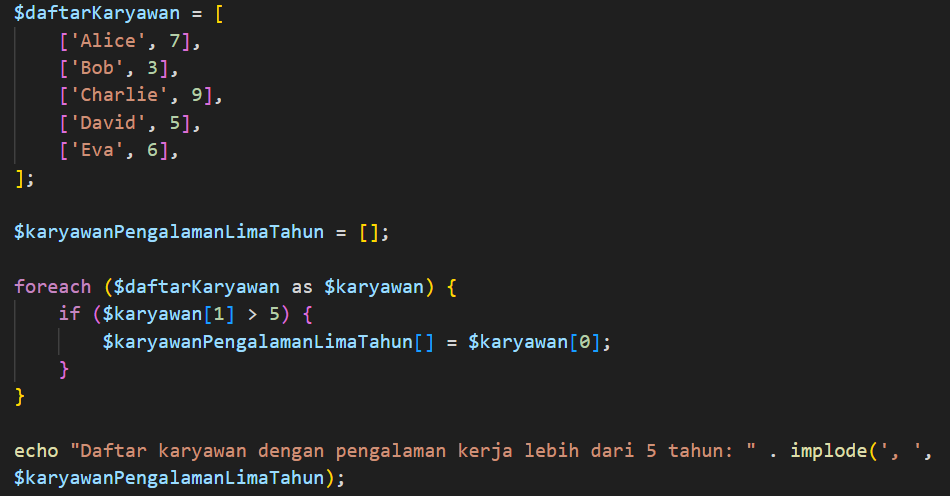 $daftarKaryawan = [
    ['Alice', 7],
    ['Bob', 3],
    ['Charlie', 9],
    ['David', 5],
    ['Eva', 6],
];

$karyawanPengalamanLimaTahun = [];

foreach ($daftarKaryawan as $karyawan) {
    if ($karyawan[1] > 5) {
        $karyawanPengalamanLimaTahun[] = $karyawan[0];
    }
}

echo "Daftar karyawan dengan pengalaman kerja lebih dari 5 tahun: " . implode(', ',
$karyawanPengalamanLimaTahun);